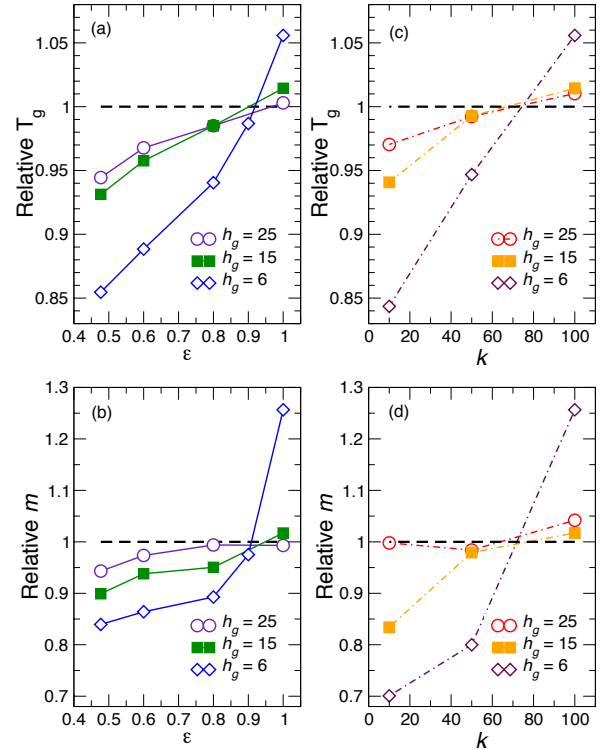 (a)
Relative T_g
1.05
1
0.95
0.9
0.85
h_g = 25
h_g = 15
h_g = 6
0.4 0.5 0.6 0.7 0.8 0.9 1
ε
(c)
Relative T_g
1.05
1
0.95
0.9
0.85
h_g = 25
h_g = 15
h_g = 6
0 20 40 60 80 100
k
(b)
Relative m
1.3
1.2
1.1
1
0.9
0.8
0.7
h_g = 25
h_g = 15
h_g = 6
0.4 0.5 0.6 0.7 0.8 0.9 1
ε
(d)
Relative m
1.3
1.2
1.1
1
0.9
0.8
0.7
h_g = 25
h_g = 15
h_g = 6
0 20 40 60 80 100
k